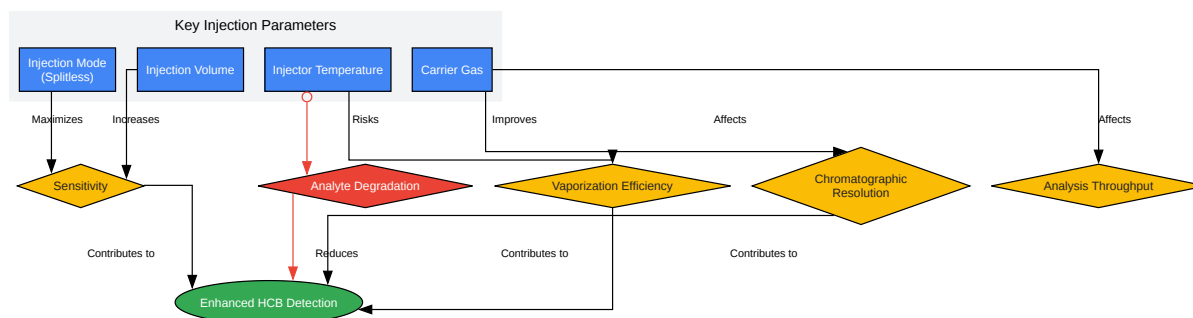 Key Injection Parameters
Injection Mode
(Splitless)
Injection Volume
Injector Temperature
Carrier Gas
Maximizes
Increases
Risks
Improves
Affects
Affects
Sensitivity
Analyte Degradation
Vaporization Efficiency
Chromatographic
Resolution
Analysis Throughput
Contributes to
Reduces
Contributes to
Contributes to
Enhanced HCB Detection